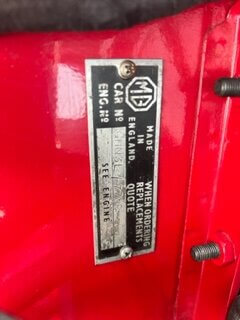 MG
MADE
IN
ENGLAND.
WHEN ORDERING
REPLACEMENTS
QUOTE
CAR Nº
ENG. Nº SEE ENGINE